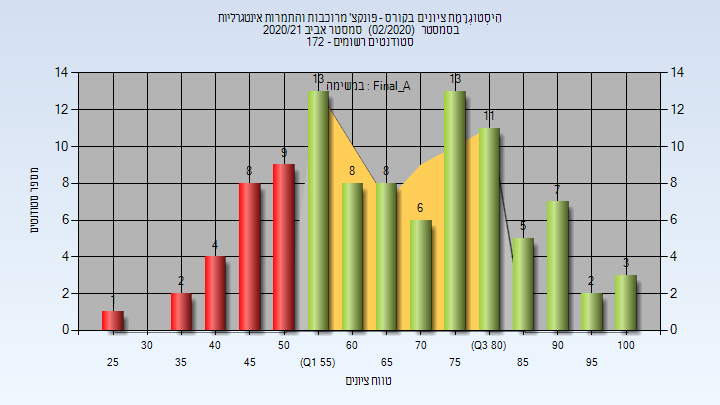 הִיסְטוֹגְרָמַת ציונים בקורס - פונקצ' מרוכבות והתמרות אינטגרליות
בסמסטר (02/2020) סמסטר אביב 2020/21
סטודנטים רשומים - 172
במשימה : Final_A
14 14
12 12
10 10
8 8
6 6
4 4
2 2
0 0
1 2 4 8 9 13 8 8 6 13 11 5 7 2 3
מספר סטודנטים
30 40 50 60 70 (Q3 80) 90 100
25 35 45 (Q1 55) 65 75 85 95
טווח ציונים